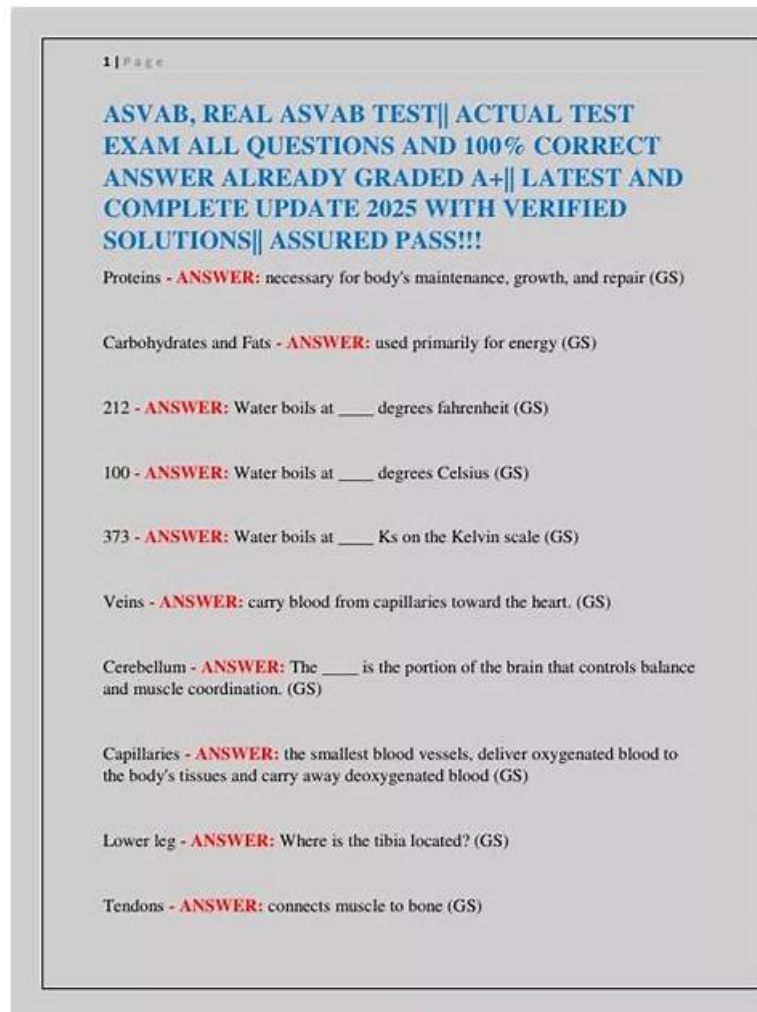 1 | Page
ASVAB, REAL ASVAB TEST|| ACTUAL TEST
EXAM ALL QUESTIONS AND 100% CORRECT
ANSWER ALREADY GRADED A+|| LATEST AND
COMPLETE UPDATE 2025 WITH VERIFIED
SOLUTIONS|| ASSURED PASS!!!
Proteins - ANSWER: necessary for body's maintenance, growth, and repair (GS)
Carbohydrates and Fats - ANSWER: used primarily for energy (GS)
212 - ANSWER: Water boils at ____ degrees fahrenheit (GS)
100 - ANSWER: Water boils at ____ degrees Celsius (GS)
373 - ANSWER: Water boils at ____ Ks on the Kelvin scale (GS)
Veins - ANSWER: carry blood from capillaries toward the heart. (GS)
Cerebellum - ANSWER: The ____ is the portion of the brain that controls balance
and muscle coordination. (GS)
Capillaries - ANSWER: the smallest blood vessels, deliver oxygenated blood to
the body's tissues and carry away deoxygenated blood (GS)
Lower leg - ANSWER: Where is the tibia located? (GS)
Tendons - ANSWER: connects muscle to bone (GS)